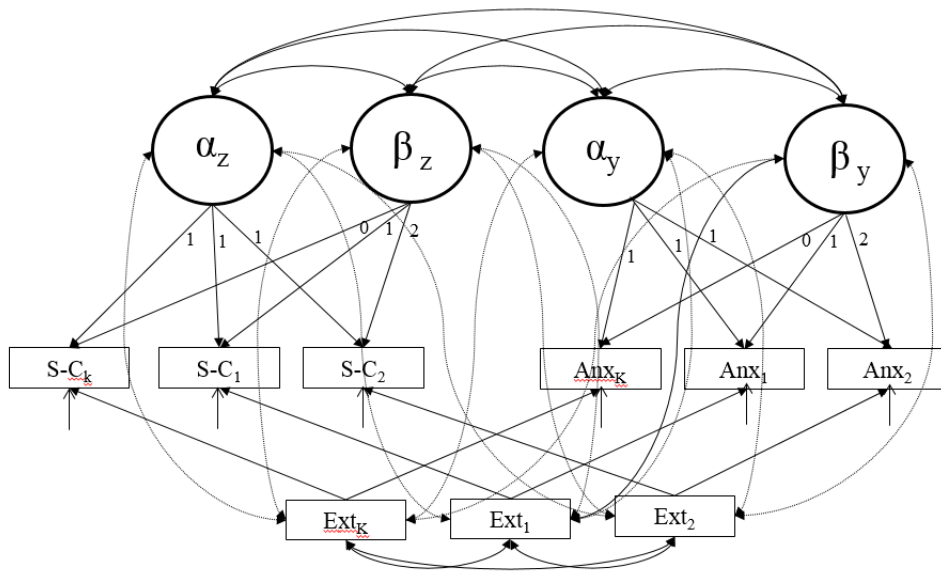 αz βz αy βy
1 1 1 0 1 2 1 1 1 0 1 2
S-Ck S-C1 S-C2 AnxK Anx1 Anx2
ExtK Ext1 Ext2